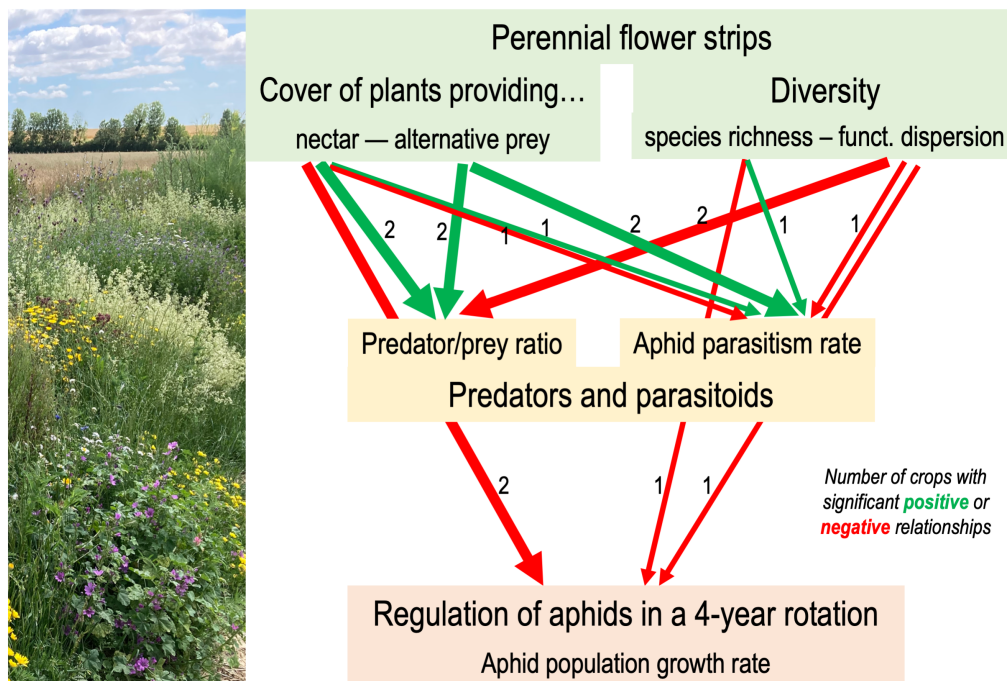 Perennial flower strips
Cover of plants providing…
Diversity
nectar — alternative prey
species richness – funct. dispersion
2
2
1
1
2
2
1
1
Predator/prey ratio
Aphid parasitism rate
Predators and parasitoids
2
1
1
Number of crops with
significant positive or
negative relationships
Regulation of aphids in a 4-year rotation
Aphid population growth rate